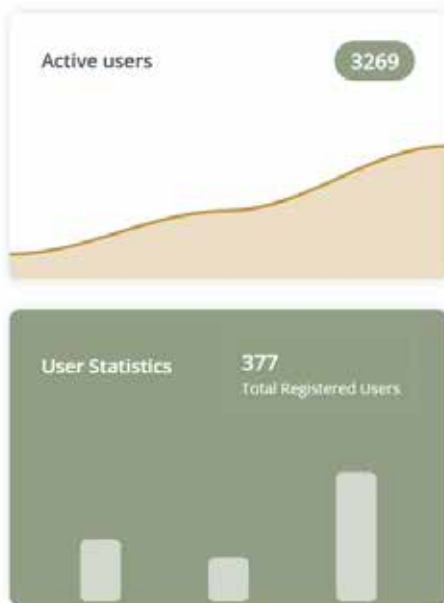 Active users
3269
User Statistics
377
Total Registered Users